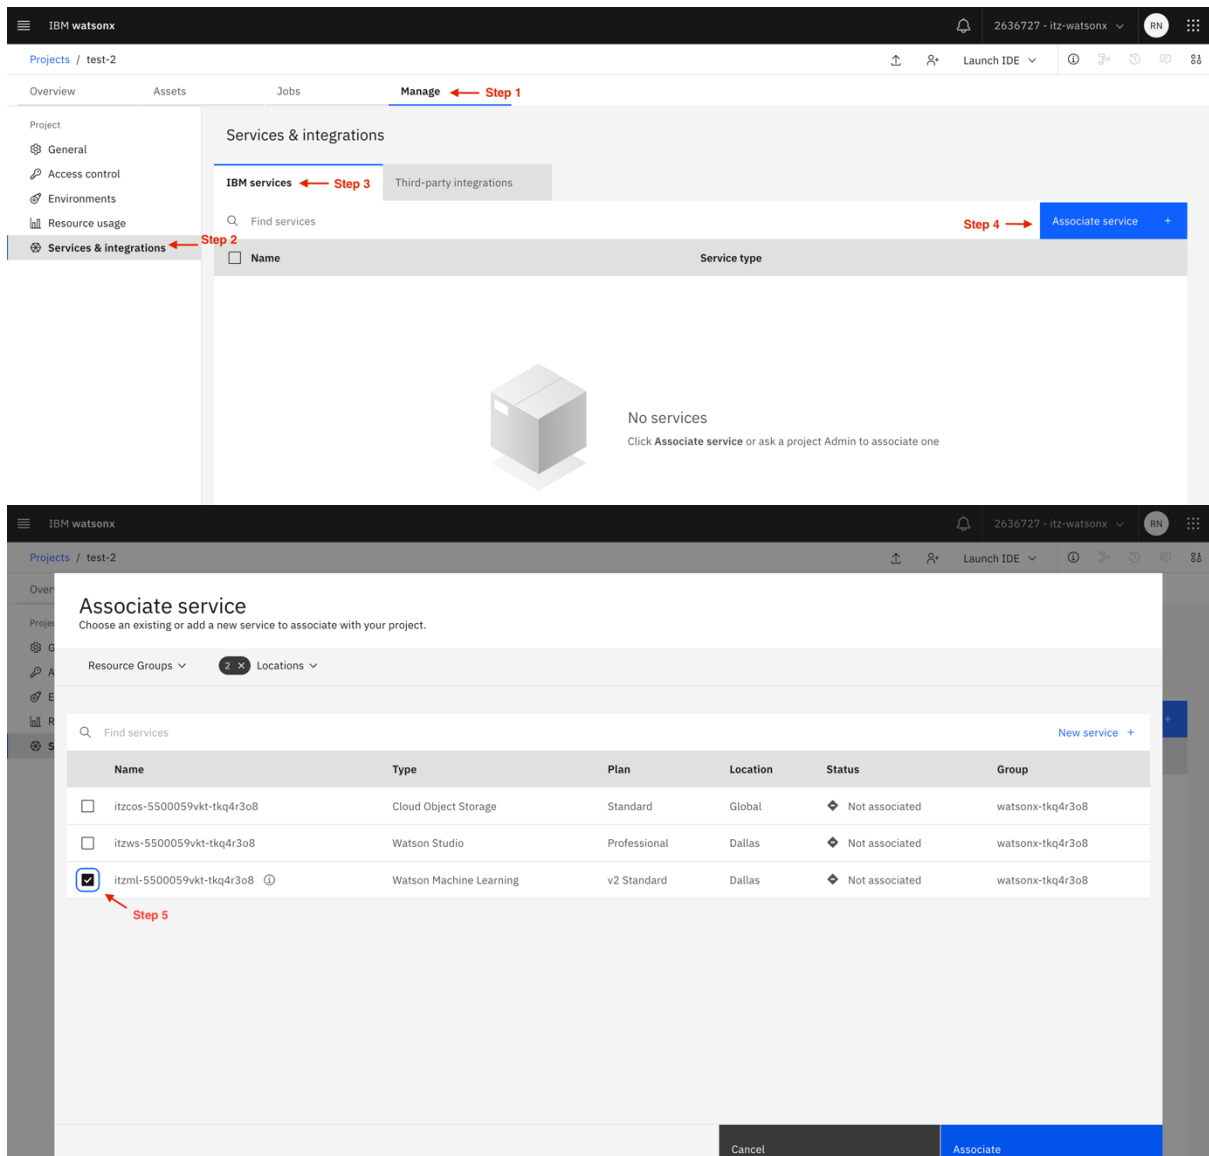 IBM watsonx
2636727 - itz-watsonx
RN
Projects / test-2
Launch IDE
Overview Assets Jobs Manage Step 1
Project
General
Access control
Environments
Resource usage
Services & integrations
Step 2
Services & integrations
IBM services Step 3 Third-party integrations
Find services
Step 4 Associate service +
Name Service type
No services
Click Associate service or ask a project Admin to associate one
IBM watsonx
2636727 - itz-watsonx
RN
Projects / test-2
Launch IDE
Over
Proje
G
A
E
R
S
+
Associate service
Choose an existing or add a new service to associate with your project.
Resource Groups 2 × Locations
Find services
New service +
Name Type Plan Location Status Group
itzcos-5500059vkt-tkq4r3o8 Cloud Object Storage Standard Global Not associated watsonx-tkq4r3o8
itzws-5500059vkt-tkq4r3o8 Watson Studio Professional Dallas Not associated watsonx-tkq4r3o8
itzml-5500059vkt-tkq4r3o8 Watson Machine Learning v2 Standard Dallas Not associated watsonx-tkq4r3o8
Step 5
Cancel Associate